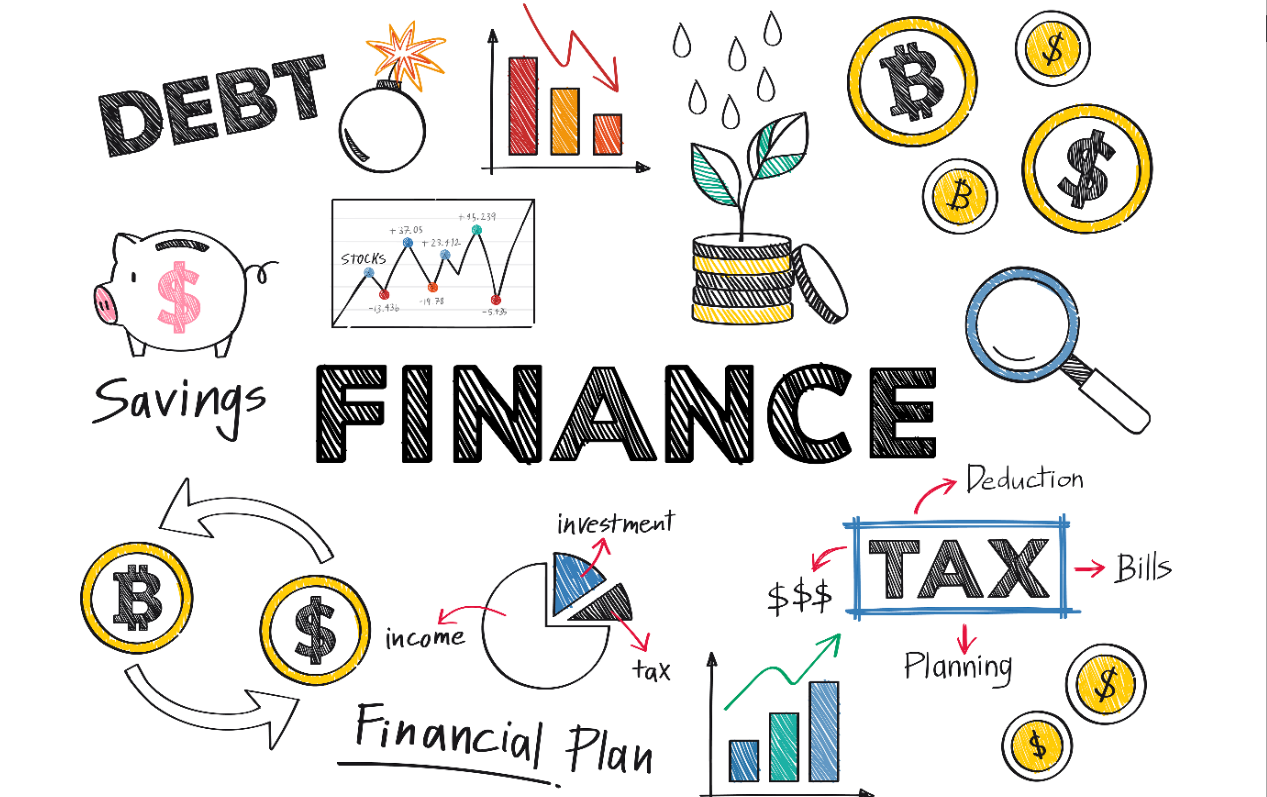 DEBT
STOCKS
+37.05
+23.432
+45.239
-13.436
-19.78
-5.435
$
Savings
FINANCE
Deduction
TAX
$$$
Bills
Planning
investment
income
tax
Financial Plan
$
$
$
$
$